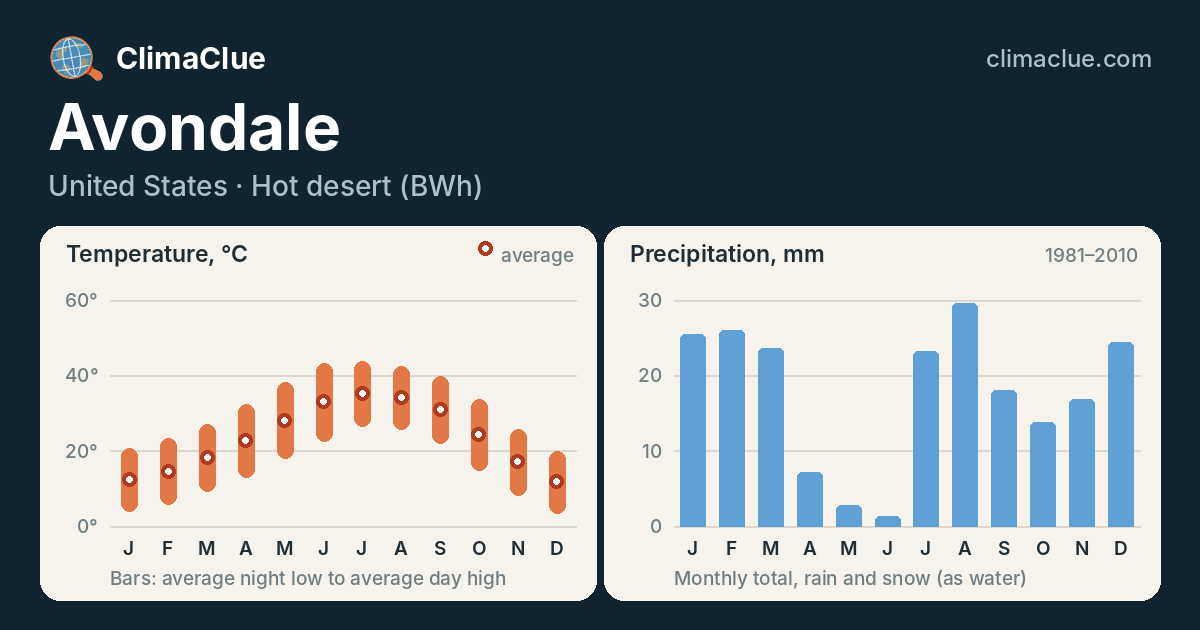 ClimaClue
climaclue.com
Avondale
United States · Hot desert (BWh)
Temperature, °C
average
60°
40°
20°
0°
J F M A M J J A S O N D
Bars: average night low to average day high
Precipitation, mm
1981–2010
30
20
10
0
J F M A M J J A S O N D
Monthly total, rain and snow (as water)